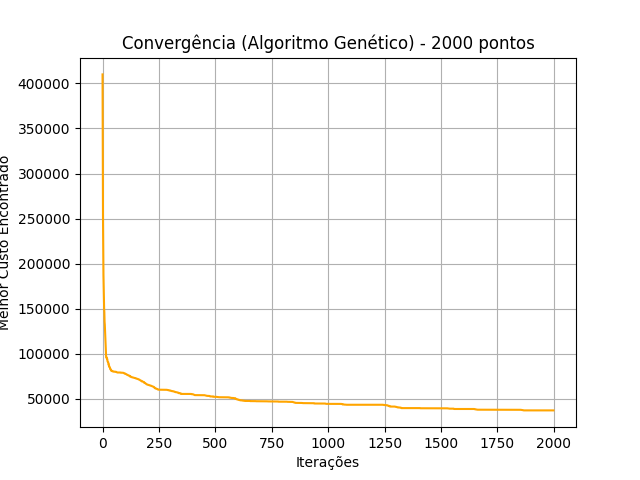 Convergência (Algoritmo Genético) - 2000 pontos
400000
350000
300000
250000
200000
150000
100000
50000
Melhor Custo Encontrado
0 250 500 750 1000 1250 1500 1750 2000
Iterações